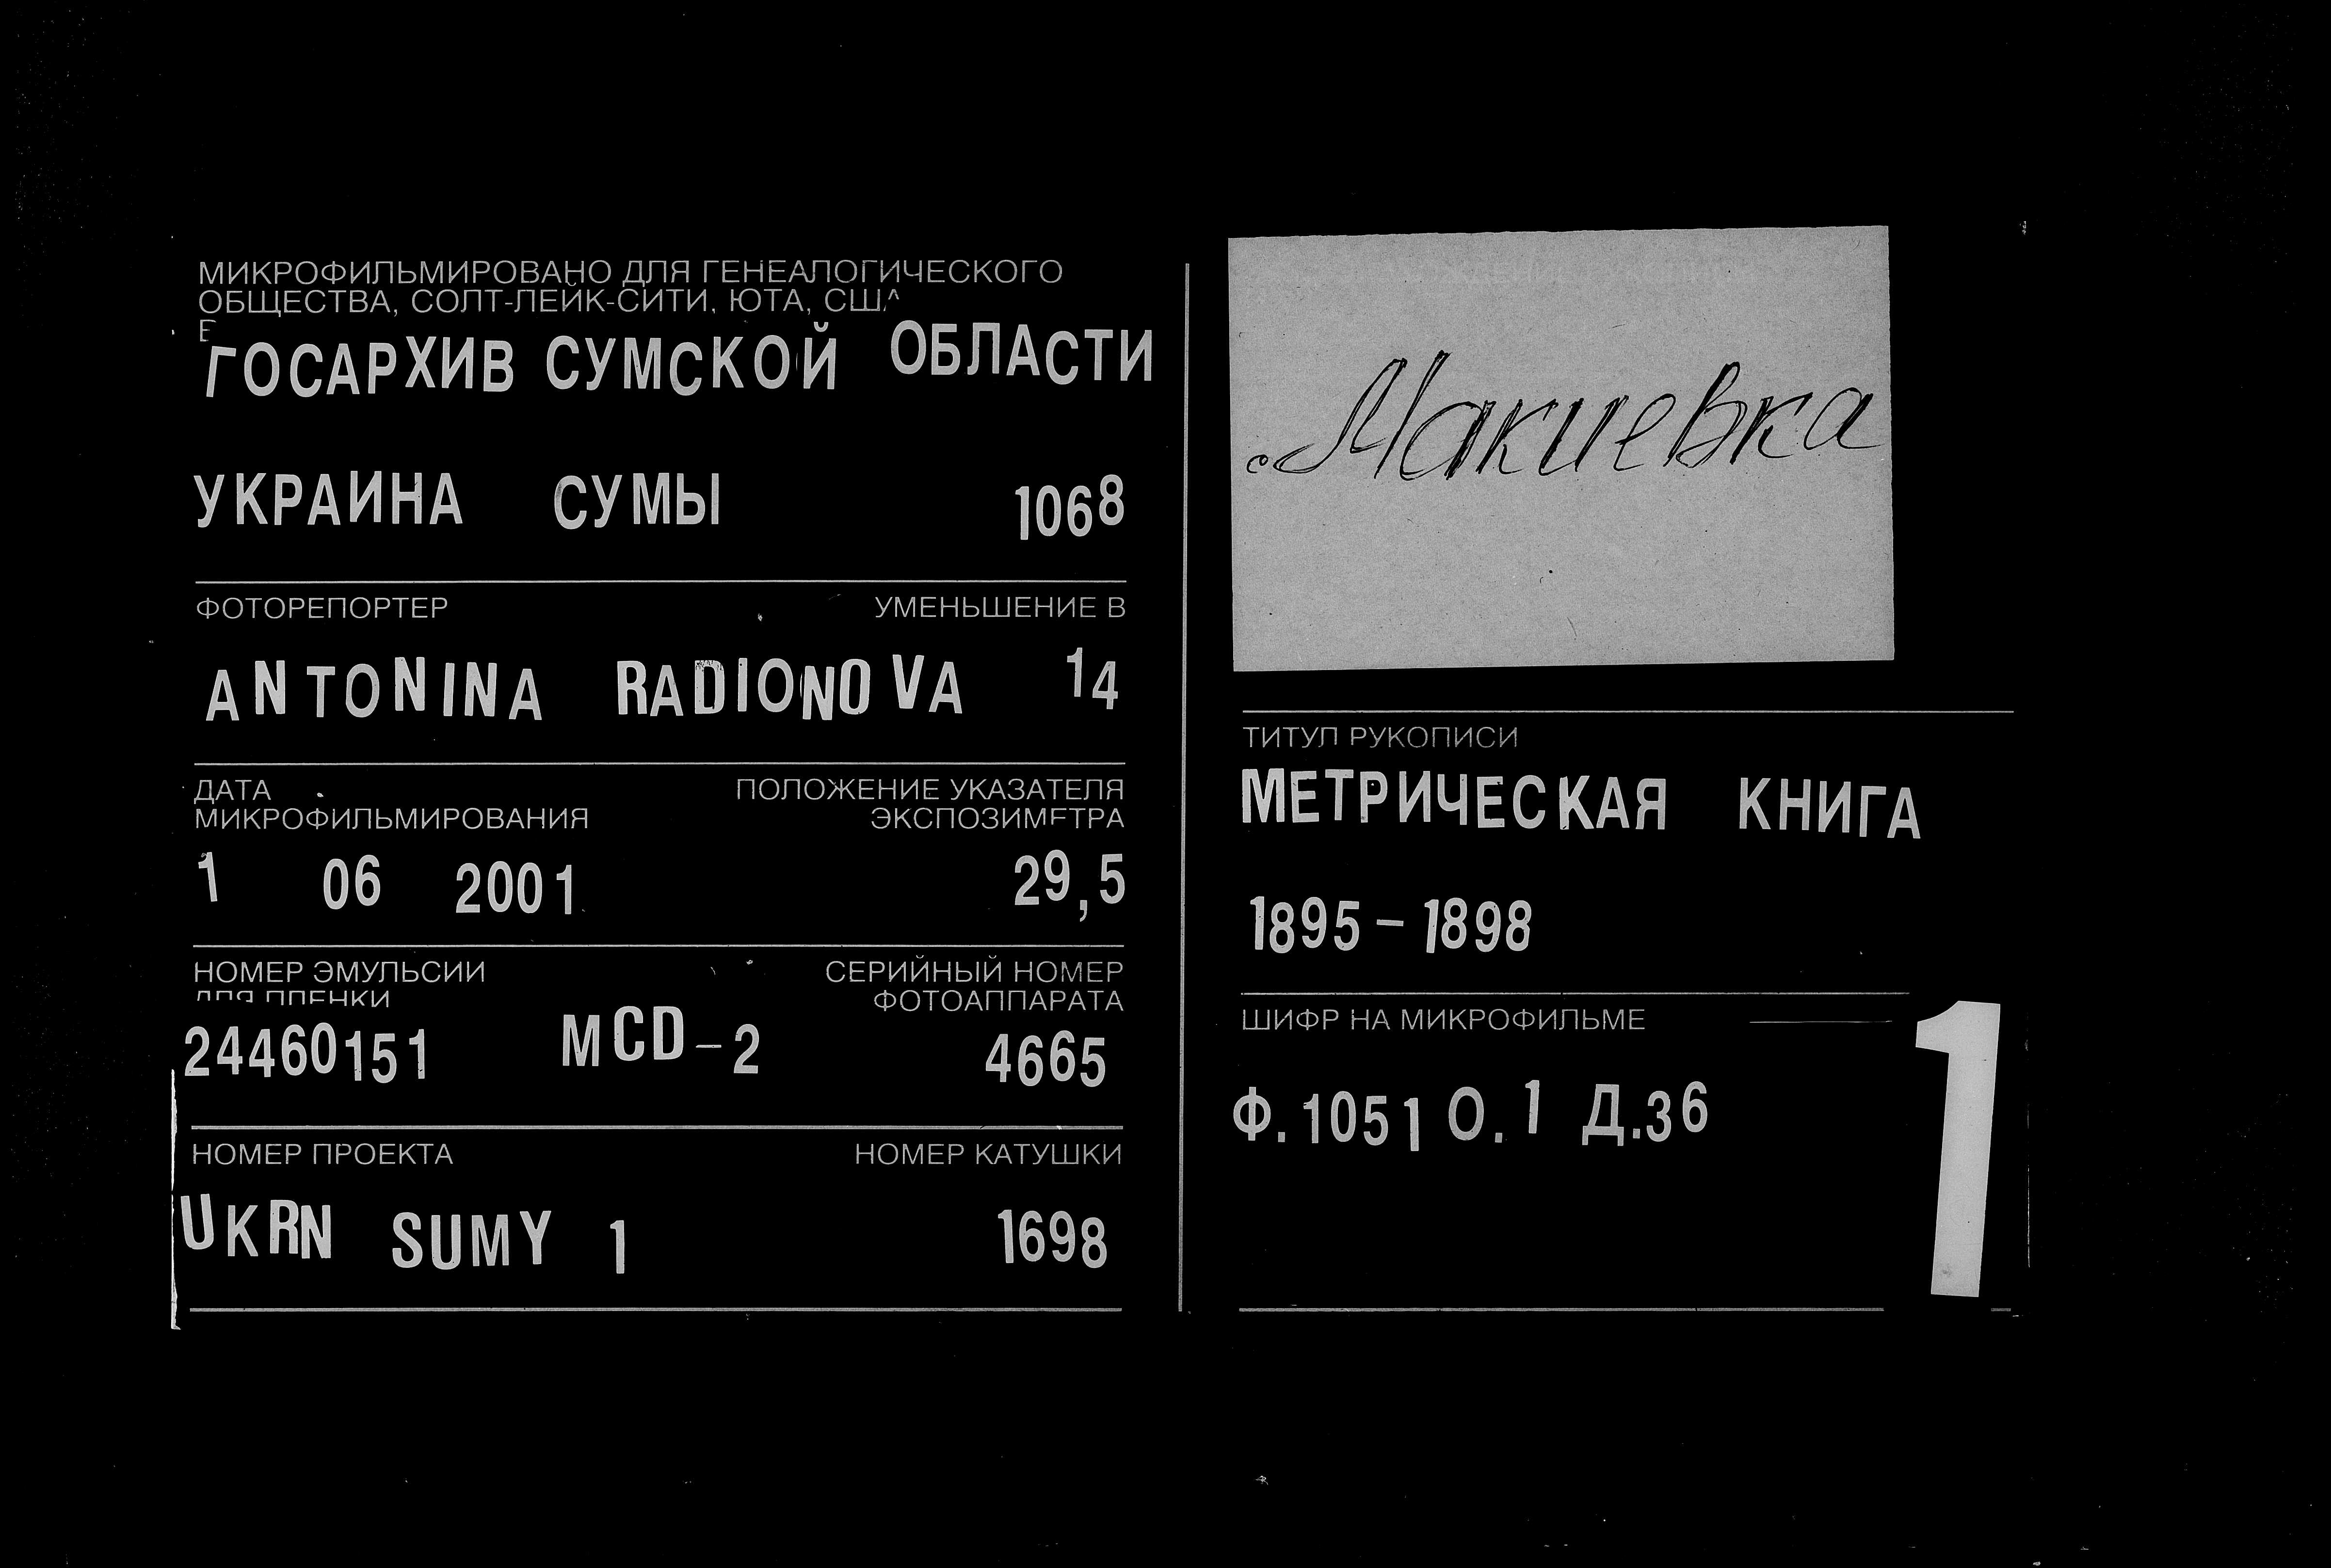 МИКРОФИЛЬМИРОВАНО ДЛЯ ГЕНЕАЛОГИЧЕСКОГО
ОБЩЕСТВА, СОЛТ-ЛЕЙК-СИТИ, ЮТА, США
В
ГОСАРХИВ СУМСКОЙ ОБЛАСТИ
УКРАИНА СУМЫ 1068
ФОТОРЕПОРТЕР УМЕНЬШЕНИЕ В
ANTONINA RADIONOVA 14
ДАТА ПОЛОЖЕНИЕ УКАЗАТЕЛЯ
МИКРОФИЛЬМИРОВАНИЯ ЭКСПОЗИМЕТРА
1 06 2001 29,5
НОМЕР ЭМУЛЬСИИ СЕРИЙНЫЙ НОМЕР
ДЛЯ ПЛЕНКИ ФОТОАППАРАТА
24460151 MCD-2 4665
НОМЕР ПРОЕКТА НОМЕР КАТУШКИ
UKRN SUMY 1 1698
с. Макиевка
ТИТУЛ РУКОПИСИ
МЕТРИЧЕСКАЯ КНИГА
1895-1898
ШИФР НА МИКРОФИЛЬМЕ
Ф.1051 О.1 Д.36
1